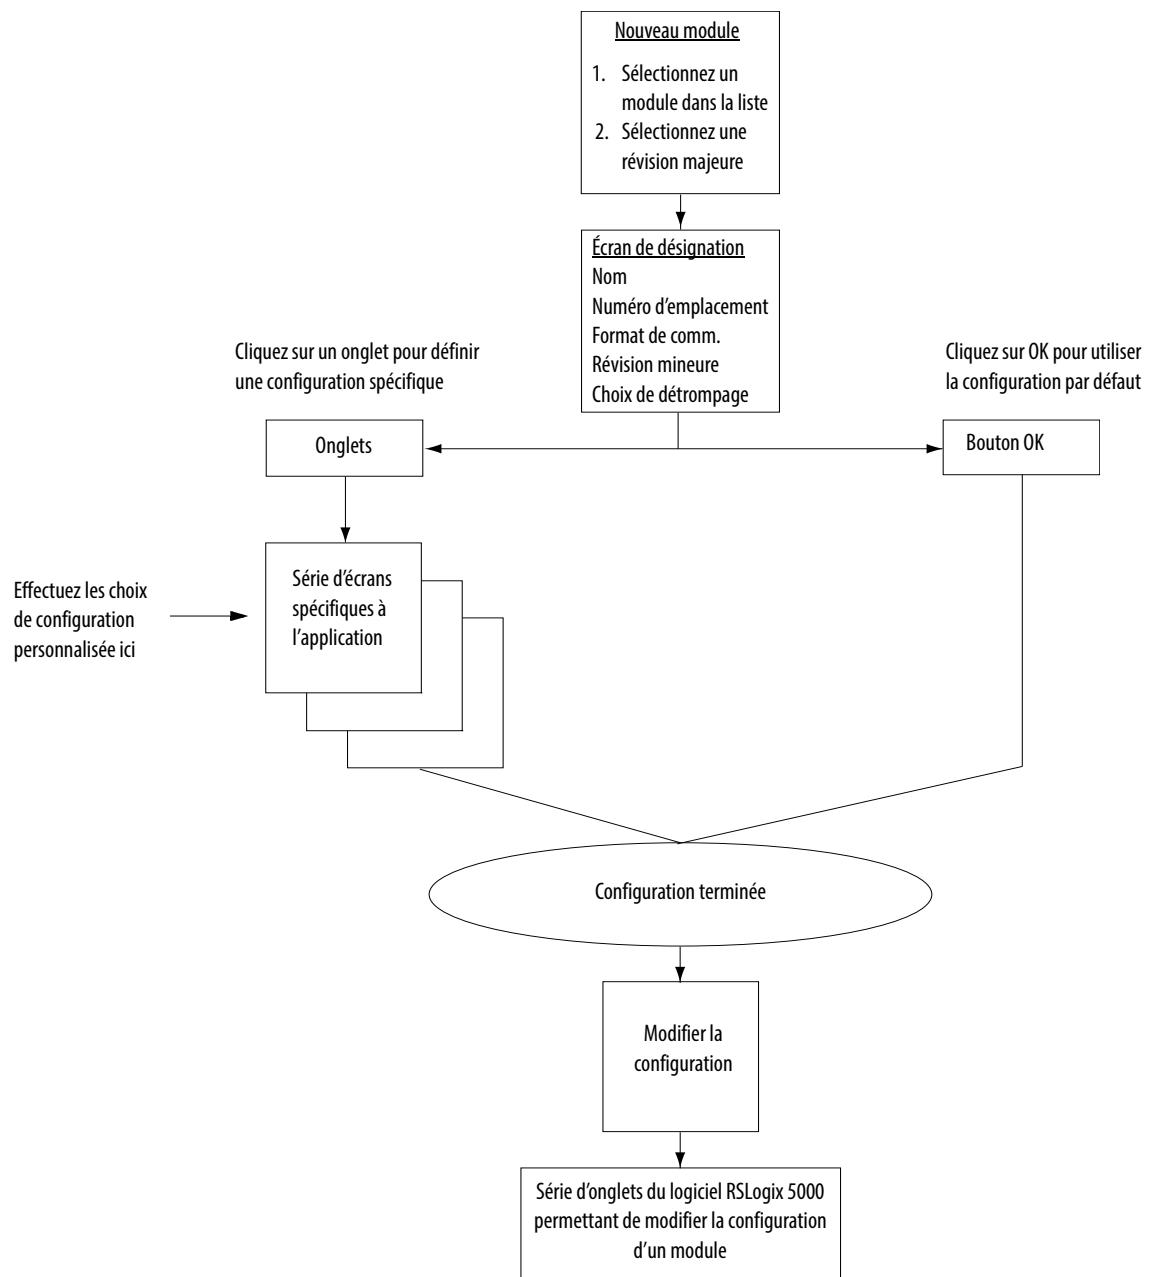 Nouveau module
1. Sélectionnez un
module dans la liste
2. Sélectionnez une
révision majeure
Écran de désignation
Nom
Numéro d’emplacement
Format de comm.
Révision mineure
Choix de détrompage
Cliquez sur un onglet pour définir
une configuration spécifique
Cliquez sur OK pour utiliser
la configuration par défaut
Onglets
Bouton OK
Série d'écrans
spécifiques à
l’application
Effectuez les choix
de configuration
personnalisée ici
Configuration terminée
Modifier la
configuration
Série d’onglets du logiciel RSLogix 5000
permettant de modifier la configuration
d’un module